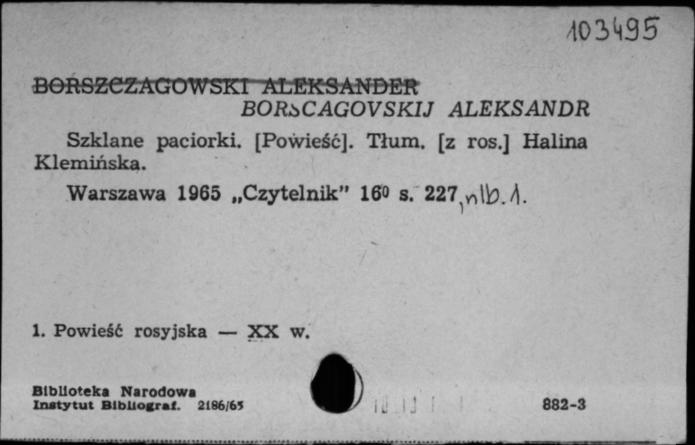 103495
BORSZCZAGOWSKI ALEKSANDER
BORSCAGOVSKIJ ALEKSANDR
Szklane paciorki. [Powieść]. Tłum. [z ros.] Halina
Klemińska.
Warszawa 1965 „Czytelnik” 16⁰ s. 227, nlb. 1.
1. Powieść rosyjska — XX w.
Biblioteka Narodowa
Instytut Bibliograf. 2186/65
882-3